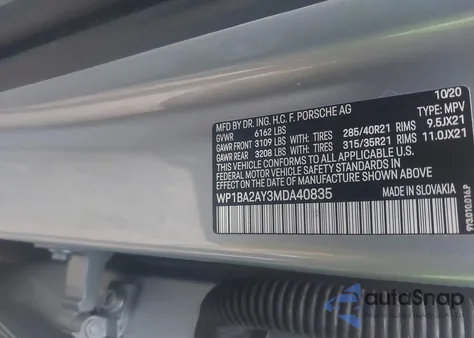 10/20
MFD BY DR. ING. H.C. F. PORSCHE AG TYPE: MPV
GVWR 6162 LBS
GAWR FRONT 3109 LBS WITH TIRES 285/40R21 RIMS 9.5JX21
GAWR REAR 3208 LBS WITH TIRES 315/35R21 RIMS 11.0JX21
THIS VEHICLE CONFORMS TO ALL APPLICABLE
FEDERAL MOTOR VEHICLE SAFETY STANDARDS IN
EFFECT ON THE DATE OF MANUFACTURE SHOWN ABOVE.
WP1BA2AY3MDA40835 MADE IN SLOVAKIA
9Y3.010.016.P
autoSnap